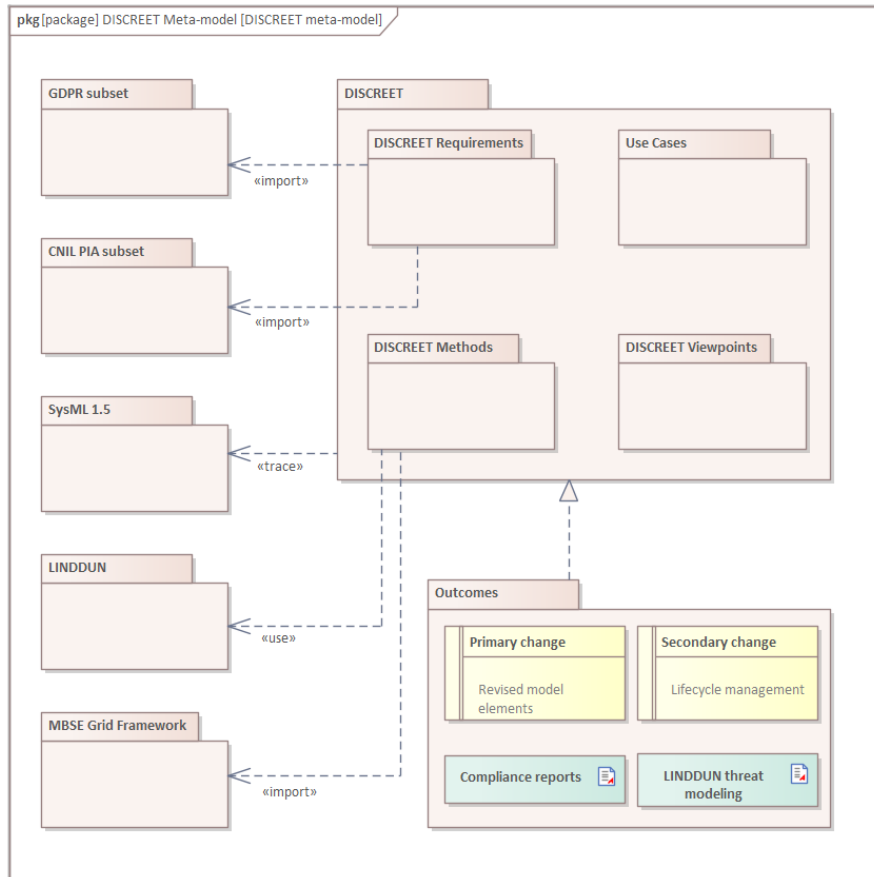 pkg [package] DISCREET Meta-model [DISCREET meta-model]
GDPR subset
DISCREET
DISCREET Requirements
Use Cases
«import»
CNIL PIA subset
«import»
DISCREET Methods
DISCREET Viewpoints
SysML 1.5
«trace»
LINDDUN
Outcomes
«use»
Primary change
Secondary change
Revised model
elements
Lifecycle management
MBSE Grid Framework
«import»
Compliance reports
LINDDUN threat
modeling